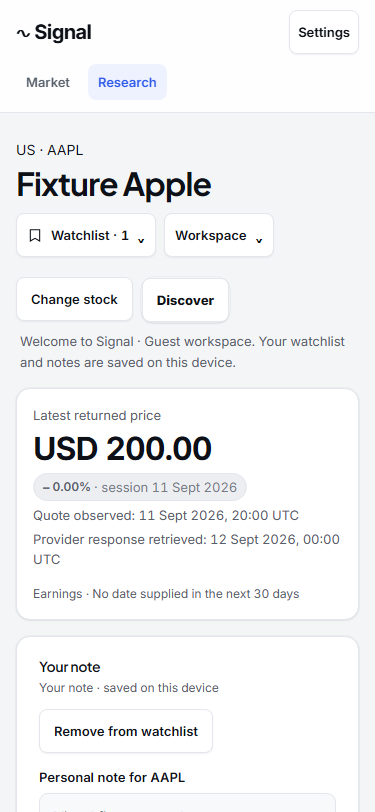 Signal
Settings
Market
Research
US · AAPL
Fixture Apple
Watchlist · 1
Workspace
Change stock
Discover
Welcome to Signal · Guest workspace. Your watchlist
and notes are saved on this device.
Latest returned price
USD 200.00
– 0.00% · session 11 Sept 2026
Quote observed: 11 Sept 2026, 20:00 UTC
Provider response retrieved: 12 Sept 2026, 00:00
UTC
Earnings · No date supplied in the next 30 days
Your note
Your note · saved on this device
Remove from watchlist
Personal note for AAPL